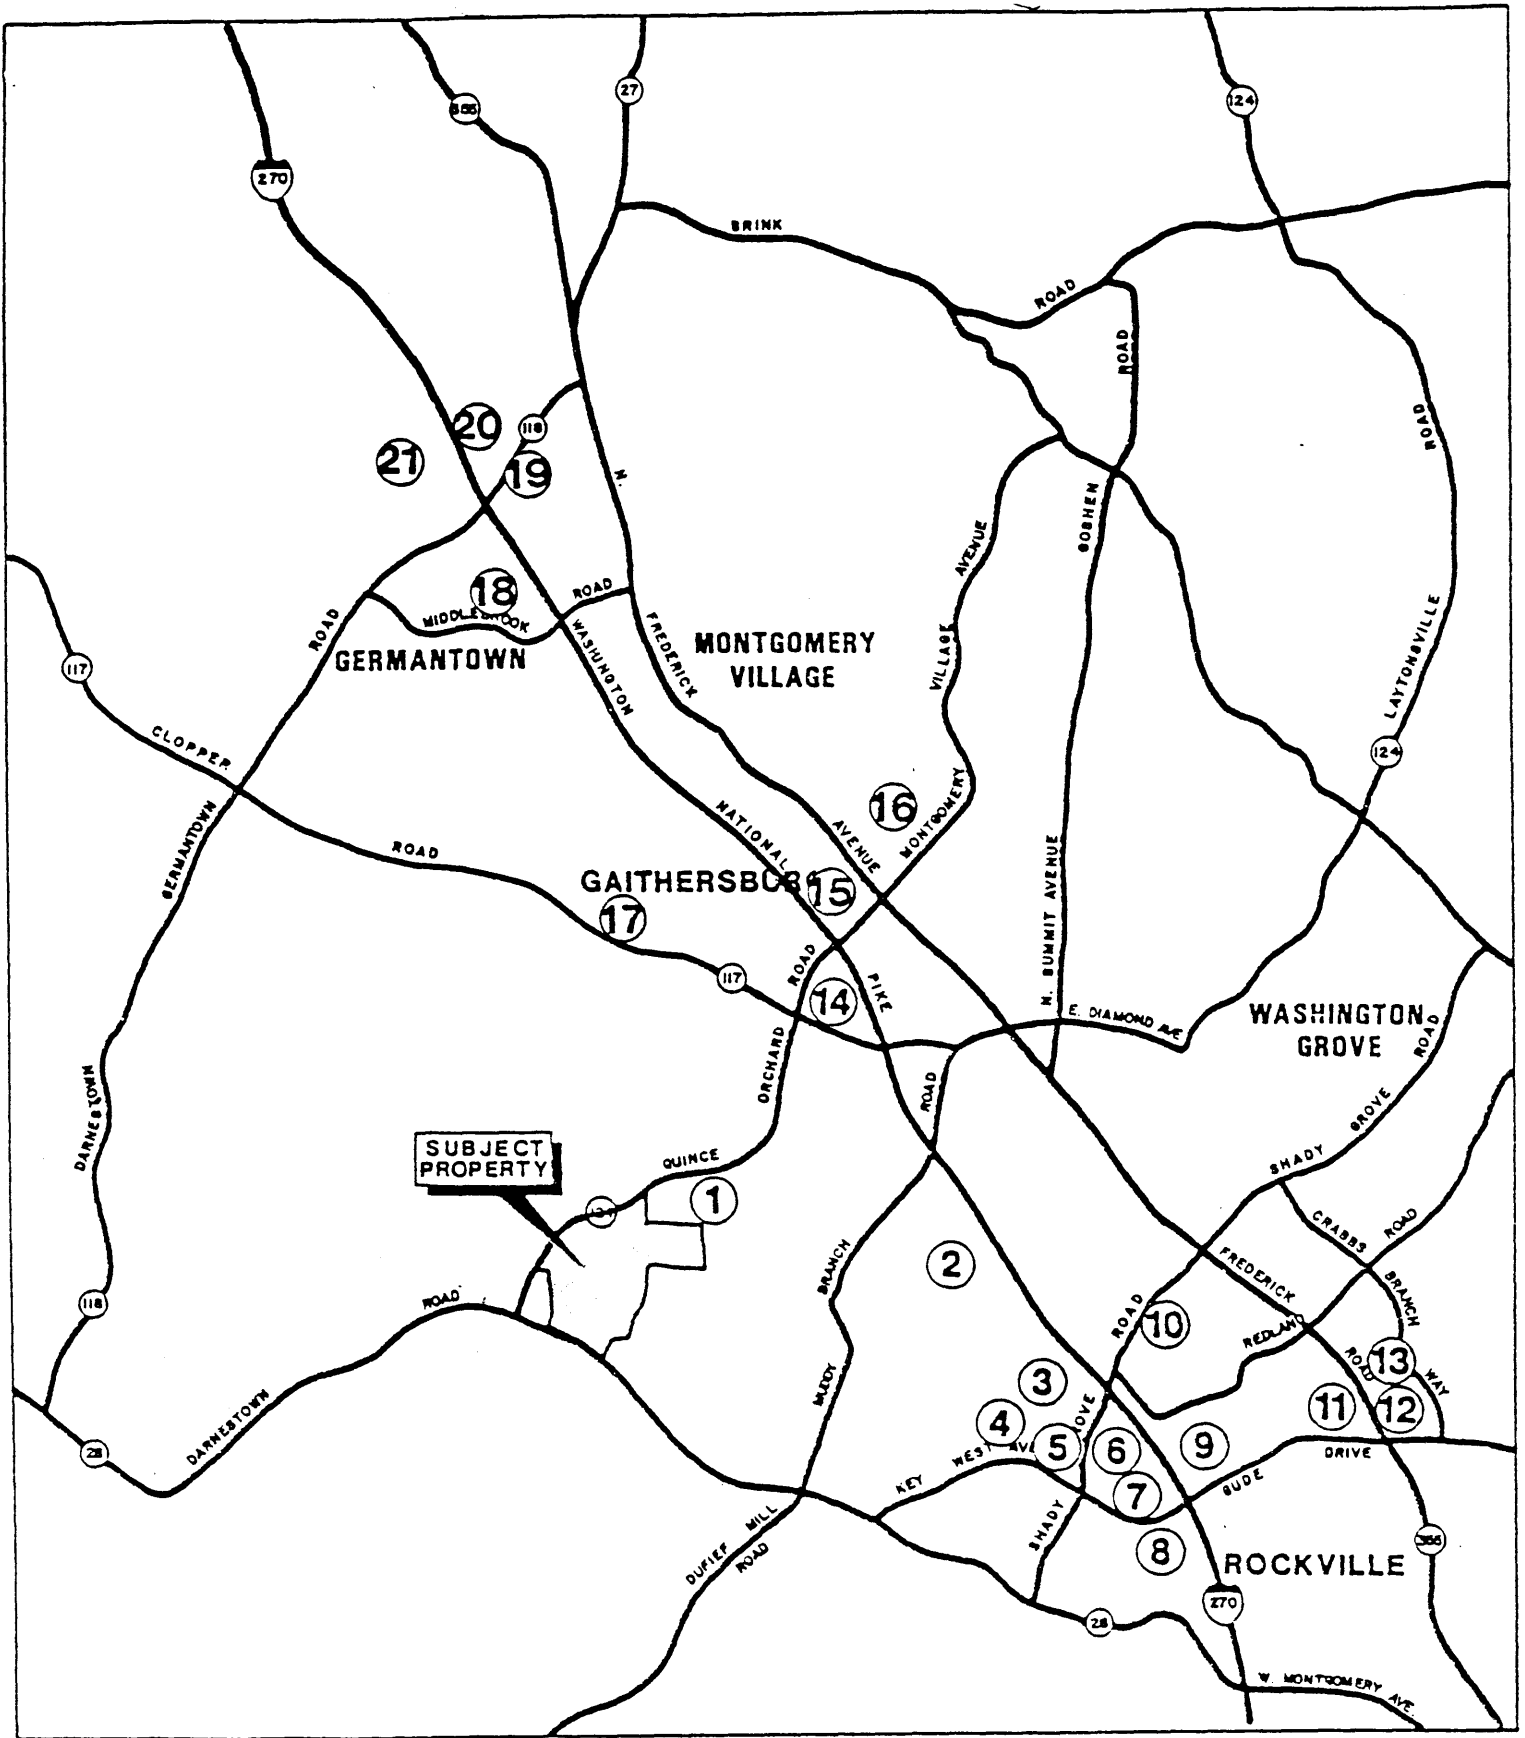 27
124
355
270
BRINK
ROAD
ROAD
ROAD
20
118
21
19
N.
GOSHEN
AVENUE
18
ROAD
MIDDLEBROOK
ROAD
WASHINGTON
FREDERICK
MONTGOMERY
VILLAGE
VILLAGE
GERMANTOWN
LAYTONSVILLE
117
124
CLOPPER
16
MONTGOMERY
GERMANTOWN
NATIONAL
AVENUE
ROAD
GAITHERSBURG
15
17
N. SUMMIT AVENUE
ROAD
117
PIKE
14
E. DIAMOND AVE
WASHINGTON
GROVE
ROAD
ORCHARD
ROAD
DARNESTOWN
GROVE
SUBJECT
PROPERTY
QUINCE
SHADY
1
124
CRABBS
ROAD
BRANCH
2
FREDERICK
BRANCH
118
ROAD
ROAD
10
REDLAND
MUDDY
3
ROAD
13
WAY
DARNESTOWN
4
GROVE
11
12
28
KEY WEST AVE
5
6
9
DRIVE
7
GUDE
MILL
SHADY
DUFIEF
ROAD
8
ROCKVILLE
355
270
28
W. MONTGOMERY AVE.